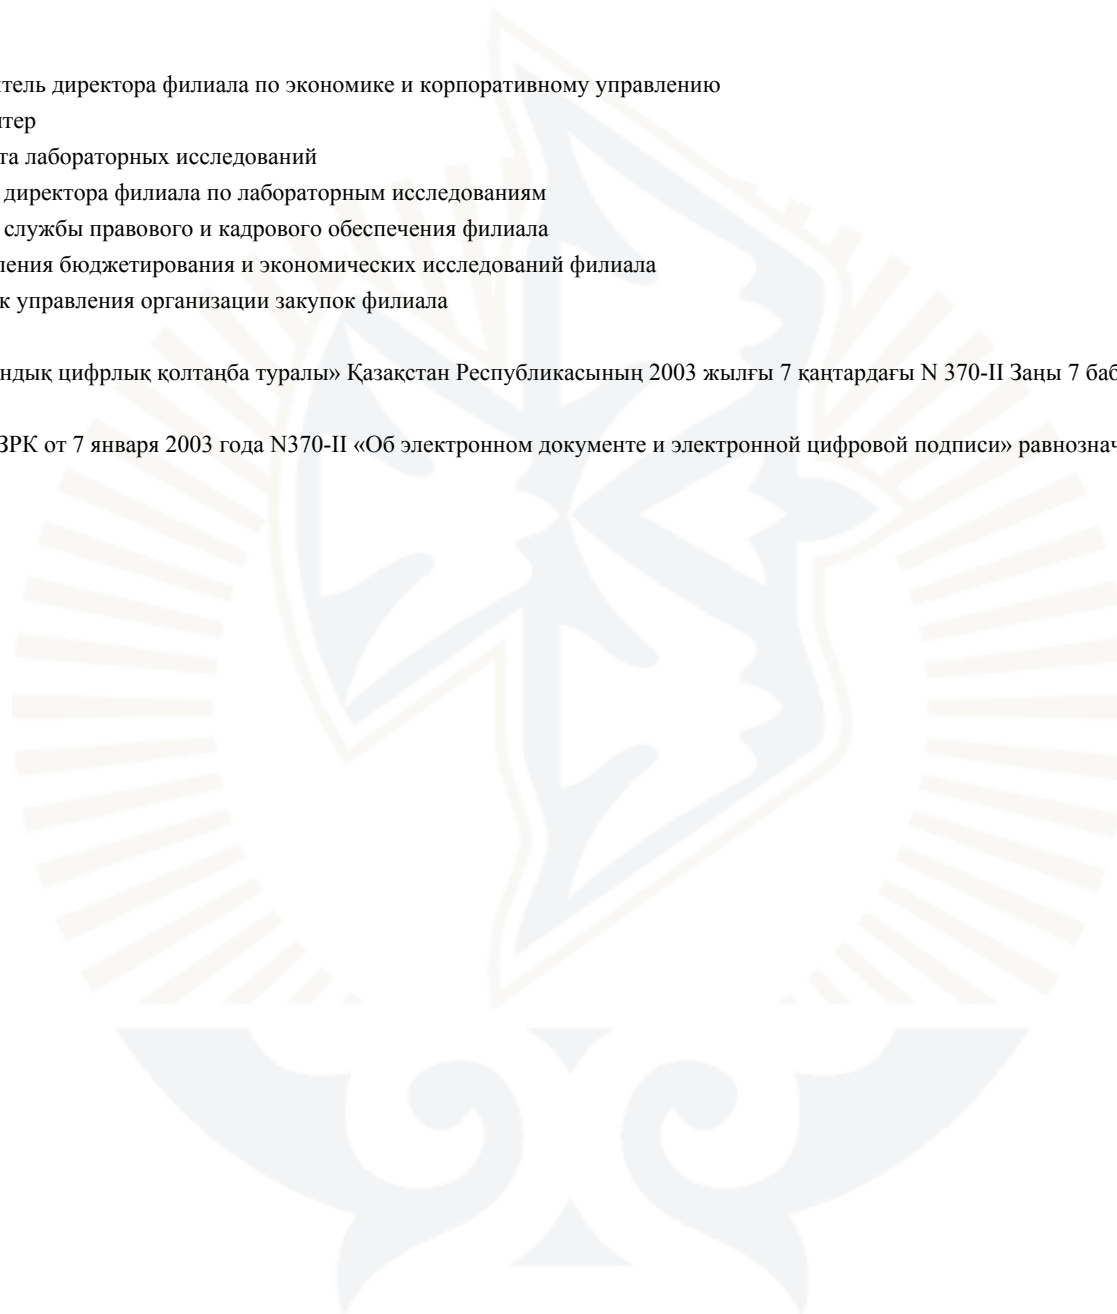 тель директора филиала по экономике и корпоративному управлению
тер
та лабораторных исследований
директора филиала по лабораторным исследованиям
службы правового и кадрового обеспечения филиала
ления бюджетирования и экономических исследований филиала
к управления организации закупок филиала
ндық цифрлық қолтаңба туралы» Қазақстан Республикасының 2003 жылғы 7 қаңтардағы N 370-II Заңы 7 баб
ЗРК от 7 января 2003 года N370-II «Об электронном документе и электронной цифровой подписи» равнознач